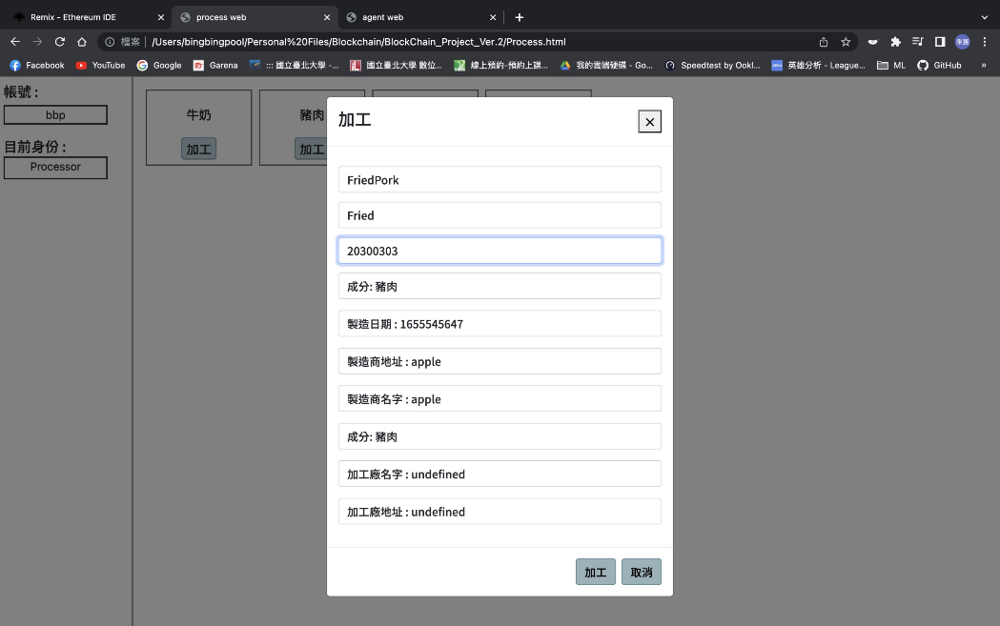 Remix - Ethereum IDE
process web
agent web
檔案
/Users/bingbingpool/Personal%20Files/Blockchain/BlockChain_Project_Ver.2/Process.html
Facebook
YouTube
Google
Garena
::: 國立臺北大學 -...
國立臺北大學 數位...
線上預約-預約上課...
我的雲端硬碟 - Go...
Speedtest by Ookl...
英雄分析 - League...
ML
GitHub
»
帳號 :
bbp
目前身份 :
Processor
牛奶
加工
豬肉
加工
加工
FriedPork
Fried
20300303
成分: 豬肉
製造日期 : 1655545647
製造商地址 : apple
製造商名字 : apple
成分: 豬肉
加工廠名字 : undefined
加工廠地址 : undefined
加工
取消